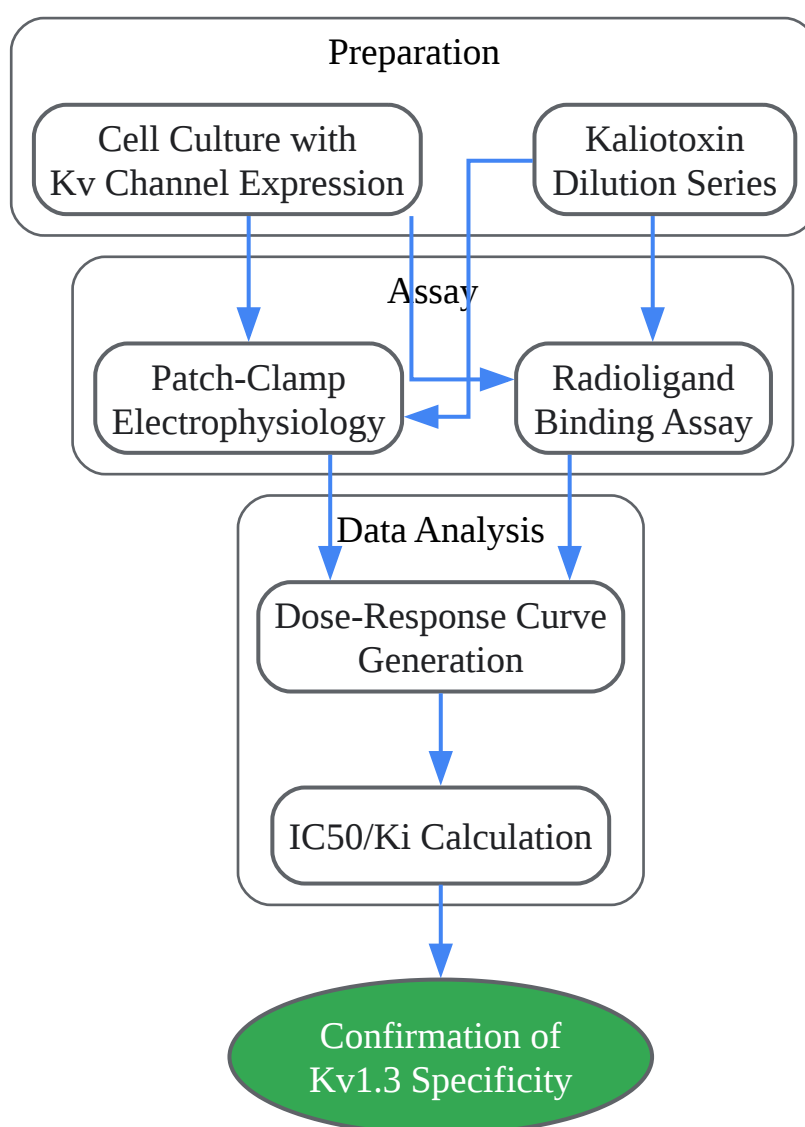 Preparation
Cell Culture with
Kv Channel Expression
Kaliotoxin
Dilution Series
Assay
Patch-Clamp
Electrophysiology
Radioligand
Binding Assay
Data Analysis
Dose-Response Curve
Generation
IC50/Ki Calculation
Confirmation of
Kv1.3 Specificity